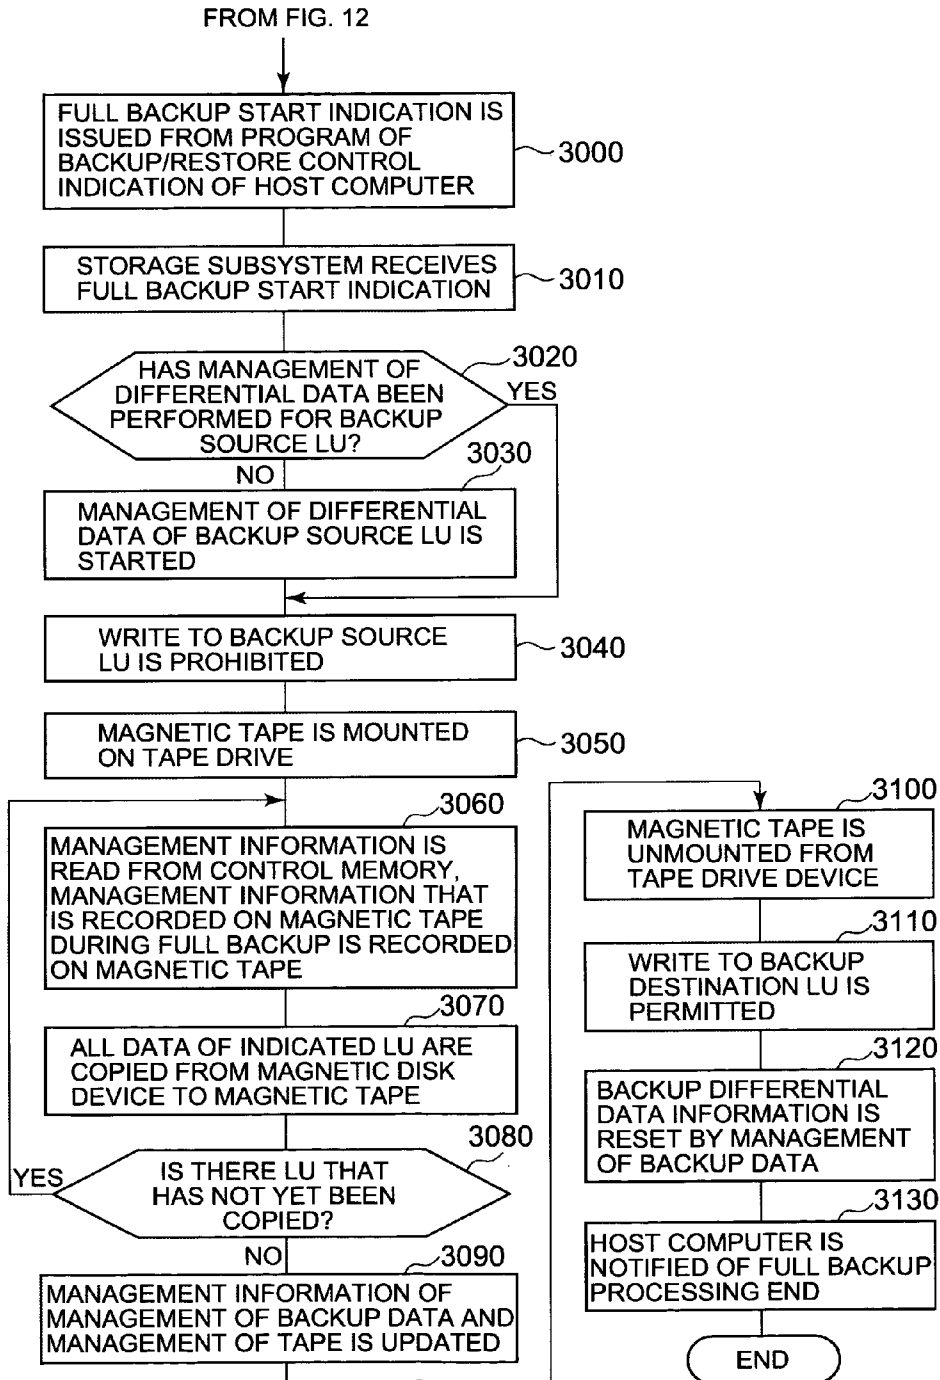 FROM FIG. 12
FULL BACKUP START INDICATION IS
ISSUED FROM PROGRAM OF
BACKUP/RESTORE CONTROL
INDICATION OF HOST COMPUTER
3000
STORAGE SUBSYSTEM RECEIVES
FULL BACKUP START INDICATION
3010
3020
HAS MANAGEMENT OF
DIFFERENTIAL DATA BEEN
PERFORMED FOR BACKUP
SOURCE LU?
YES
NO
3030
MANAGEMENT OF DIFFERENTIAL
DATA OF BACKUP SOURCE LU IS
STARTED
WRITE TO BACKUP SOURCE
LU IS PROHIBITED
3040
MAGNETIC TAPE IS MOUNTED
ON TAPE DRIVE
3050
3060
MANAGEMENT INFORMATION IS
READ FROM CONTROL MEMORY,
MANAGEMENT INFORMATION THAT
IS RECORDED ON MAGNETIC TAPE
DURING FULL BACKUP IS RECORDED
ON MAGNETIC TAPE
3070
ALL DATA OF INDICATED LU ARE
COPIED FROM MAGNETIC DISK
DEVICE TO MAGNETIC TAPE
3080
YES
IS THERE LU THAT
HAS NOT YET BEEN
COPIED?
NO
3090
MANAGEMENT INFORMATION OF
MANAGEMENT OF BACKUP DATA AND
MANAGEMENT OF TAPE IS UPDATED
3100
MAGNETIC TAPE IS
UNMOUNTED FROM
TAPE DRIVE DEVICE
3110
WRITE TO BACKUP
DESTINATION LU IS
PERMITTED
3120
BACKUP DIFFERENTIAL
DATA INFORMATION IS
RESET BY MANAGEMENT
OF BACKUP DATA
3130
HOST COMPUTER IS
NOTIFIED OF FULL BACKUP
PROCESSING END
END